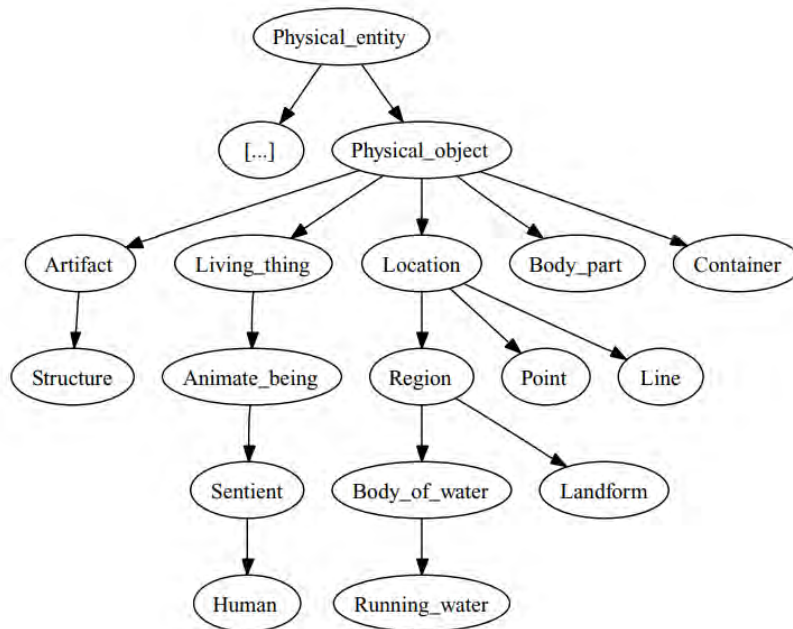 Physical_entity
[...]
Physical_object
Artifact
Living_thing
Location
Body_part
Container
Structure
Animate_being
Region
Point
Line
Sentient
Body_of_water
Landform
Human
Running_water